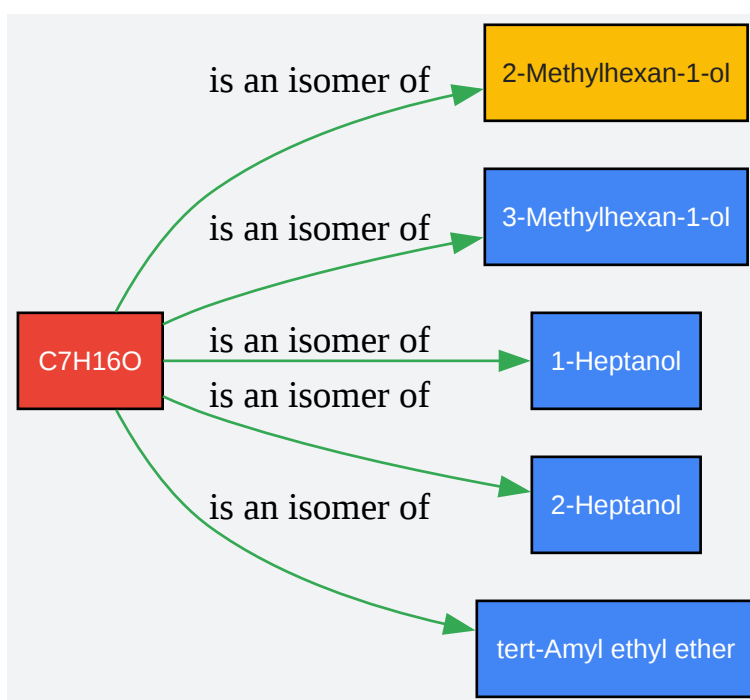 2-Methylhexan-1-ol
is an isomer of
3-Methylhexan-1-ol
is an isomer of
C7H16O
is an isomer of
1-Heptanol
is an isomer of
2-Heptanol
is an isomer of
tert-Amyl ethyl ether